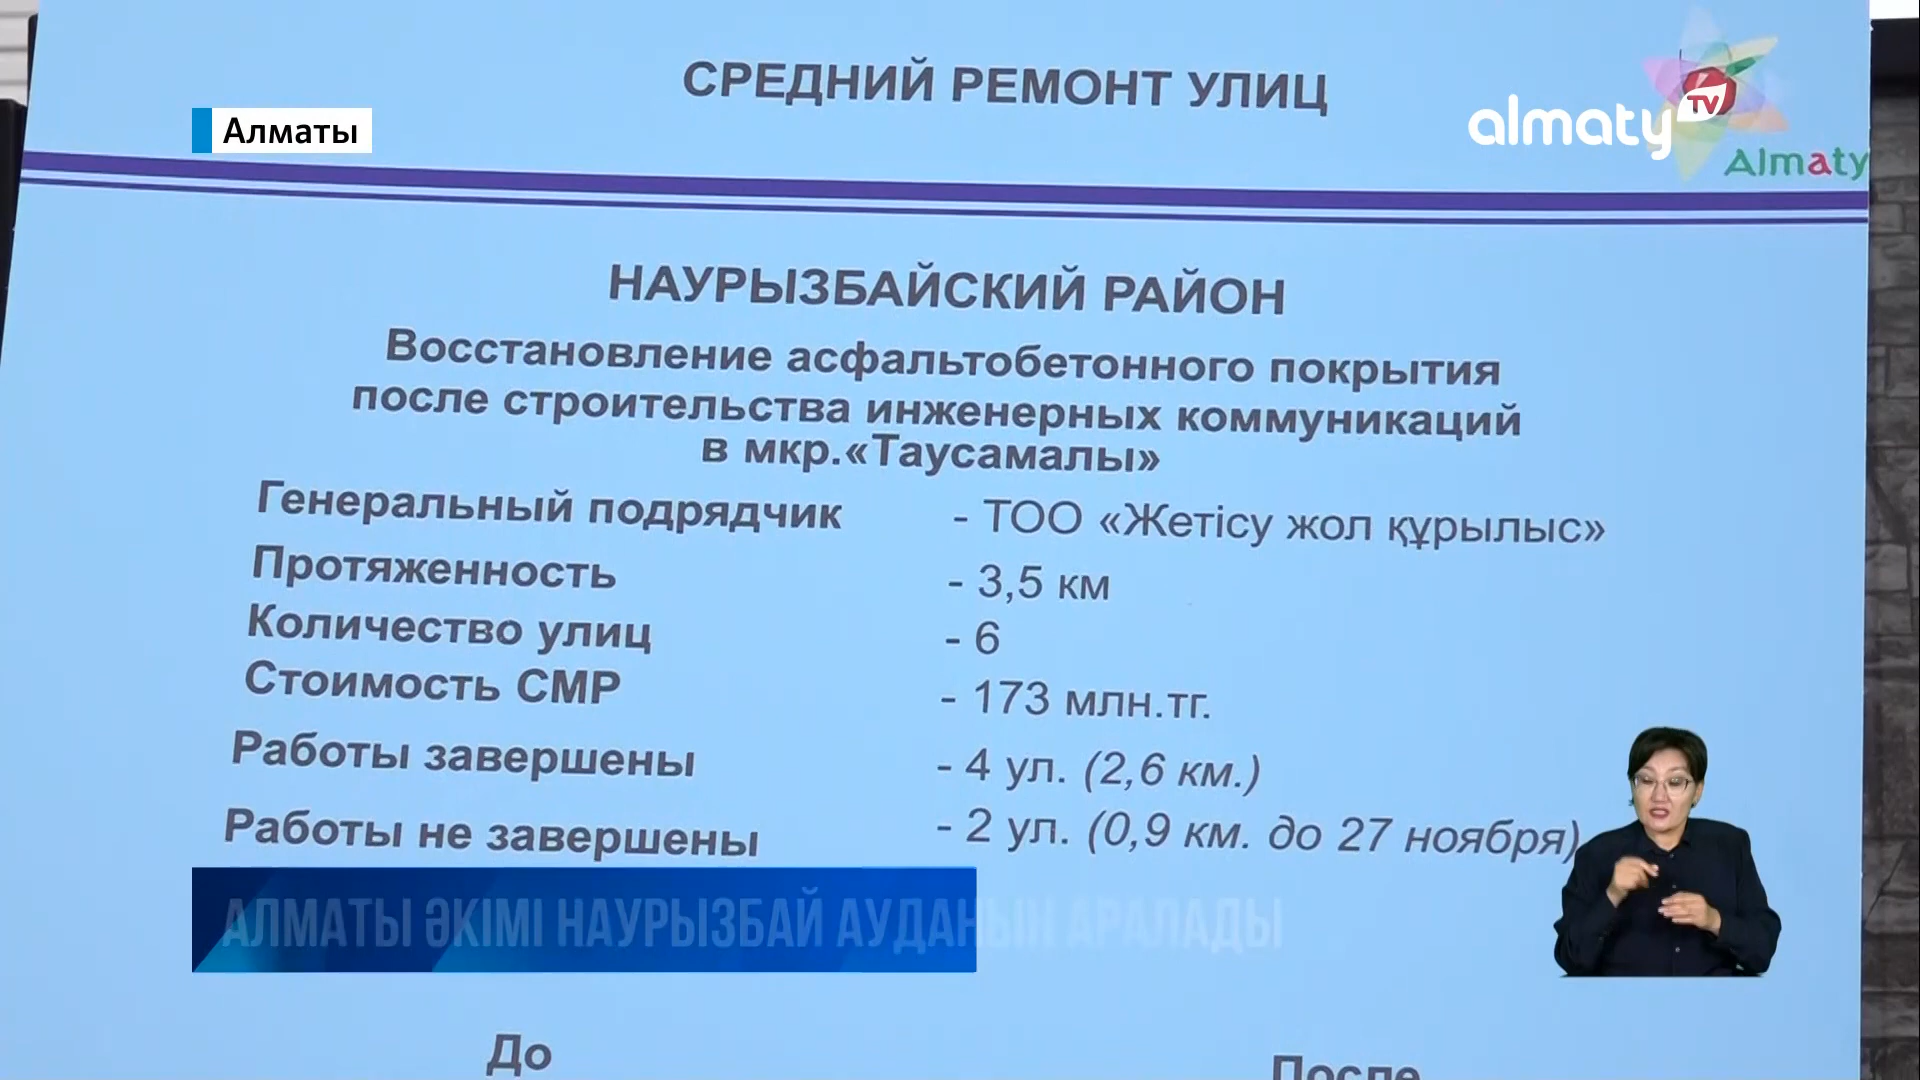 СРЕДНИЙ РЕМОНТ УЛИЦ
Алматы
almaty TV
Almaty
НАУРЫЗБАЙСКИЙ РАЙОН
Восстановление асфальтобетонного покрытия
после строительства инженерных коммуникаций
в мкр.«Таусамалы»
Генеральный подрядчик - ТОО «Жетісу жол құрылыс»
Протяженность - 3,5 км
Количество улиц - 6
Стоимость СМР - 173 млн.тг.
Работы завершены - 4 ул. (2,6 км.)
Работы не завершены - 2 ул. (0,9 км. до 27 ноября)
АЛМАТЫ ӘКІМІ НАУРЫЗБАЙ АУДАНЫН АРАЛАДЫ
До После